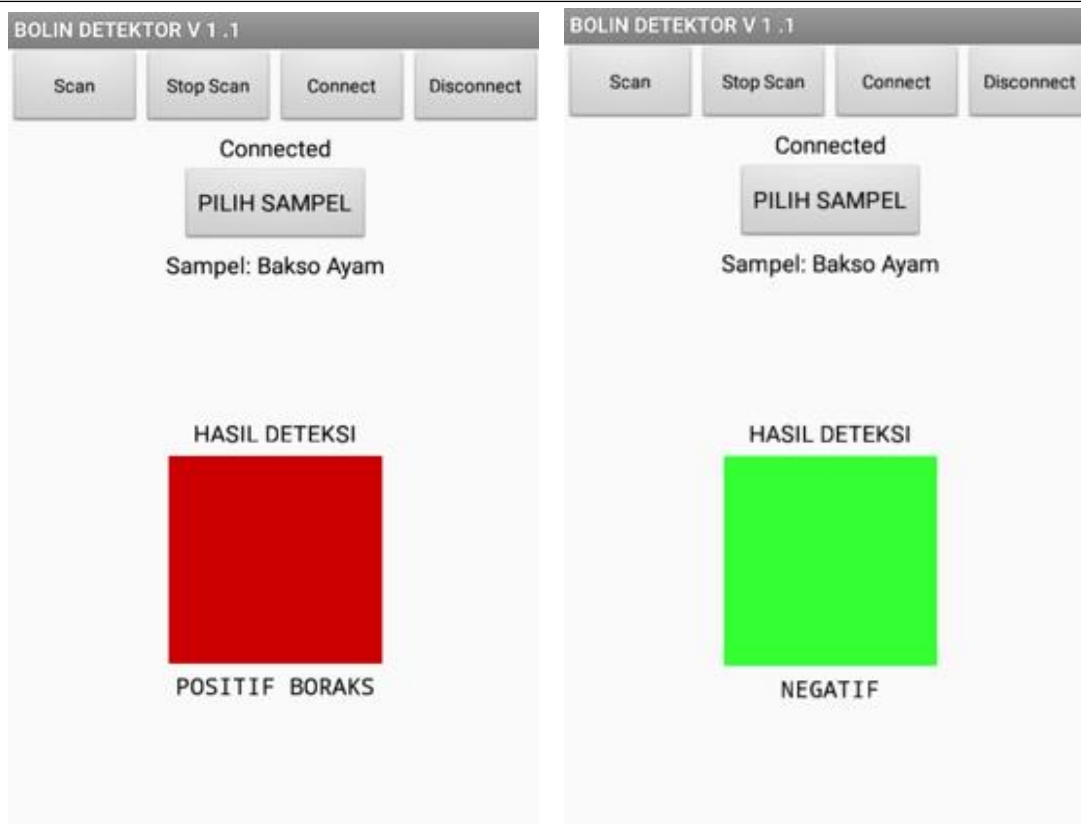 BOLIN DETEKTOR V 1 .1
Scan Stop Scan Connect Disconnect
Connected
PILIH SAMPEL
Sampel: Bakso Ayam
HASIL DETEKSI
POSITIF BORAKS
BOLIN DETEKTOR V 1 .1
Scan Stop Scan Connect Disconnect
Connected
PILIH SAMPEL
Sampel: Bakso Ayam
HASIL DETEKSI
NEGATIF